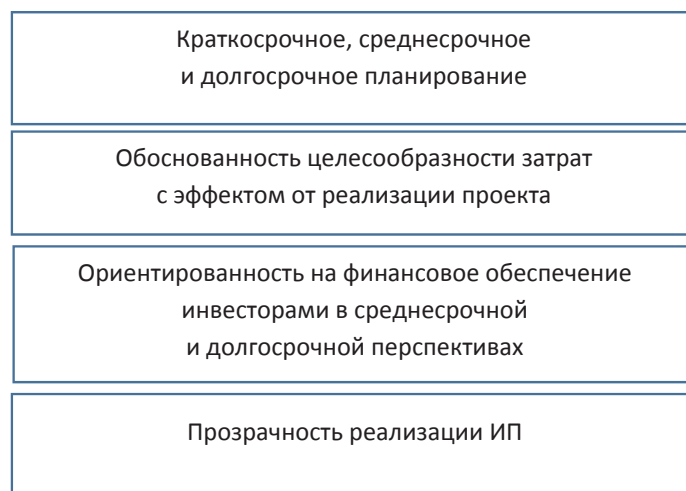 Краткосрочное, среднесрочное
и долгосрочное планирование
Обоснованность целесообразности затрат
с эффектом от реализации проекта
Ориентированность на финансовое обеспечение
инвесторами в среднесрочной
и долгосрочной перспективах
Прозрачность реализации ИП